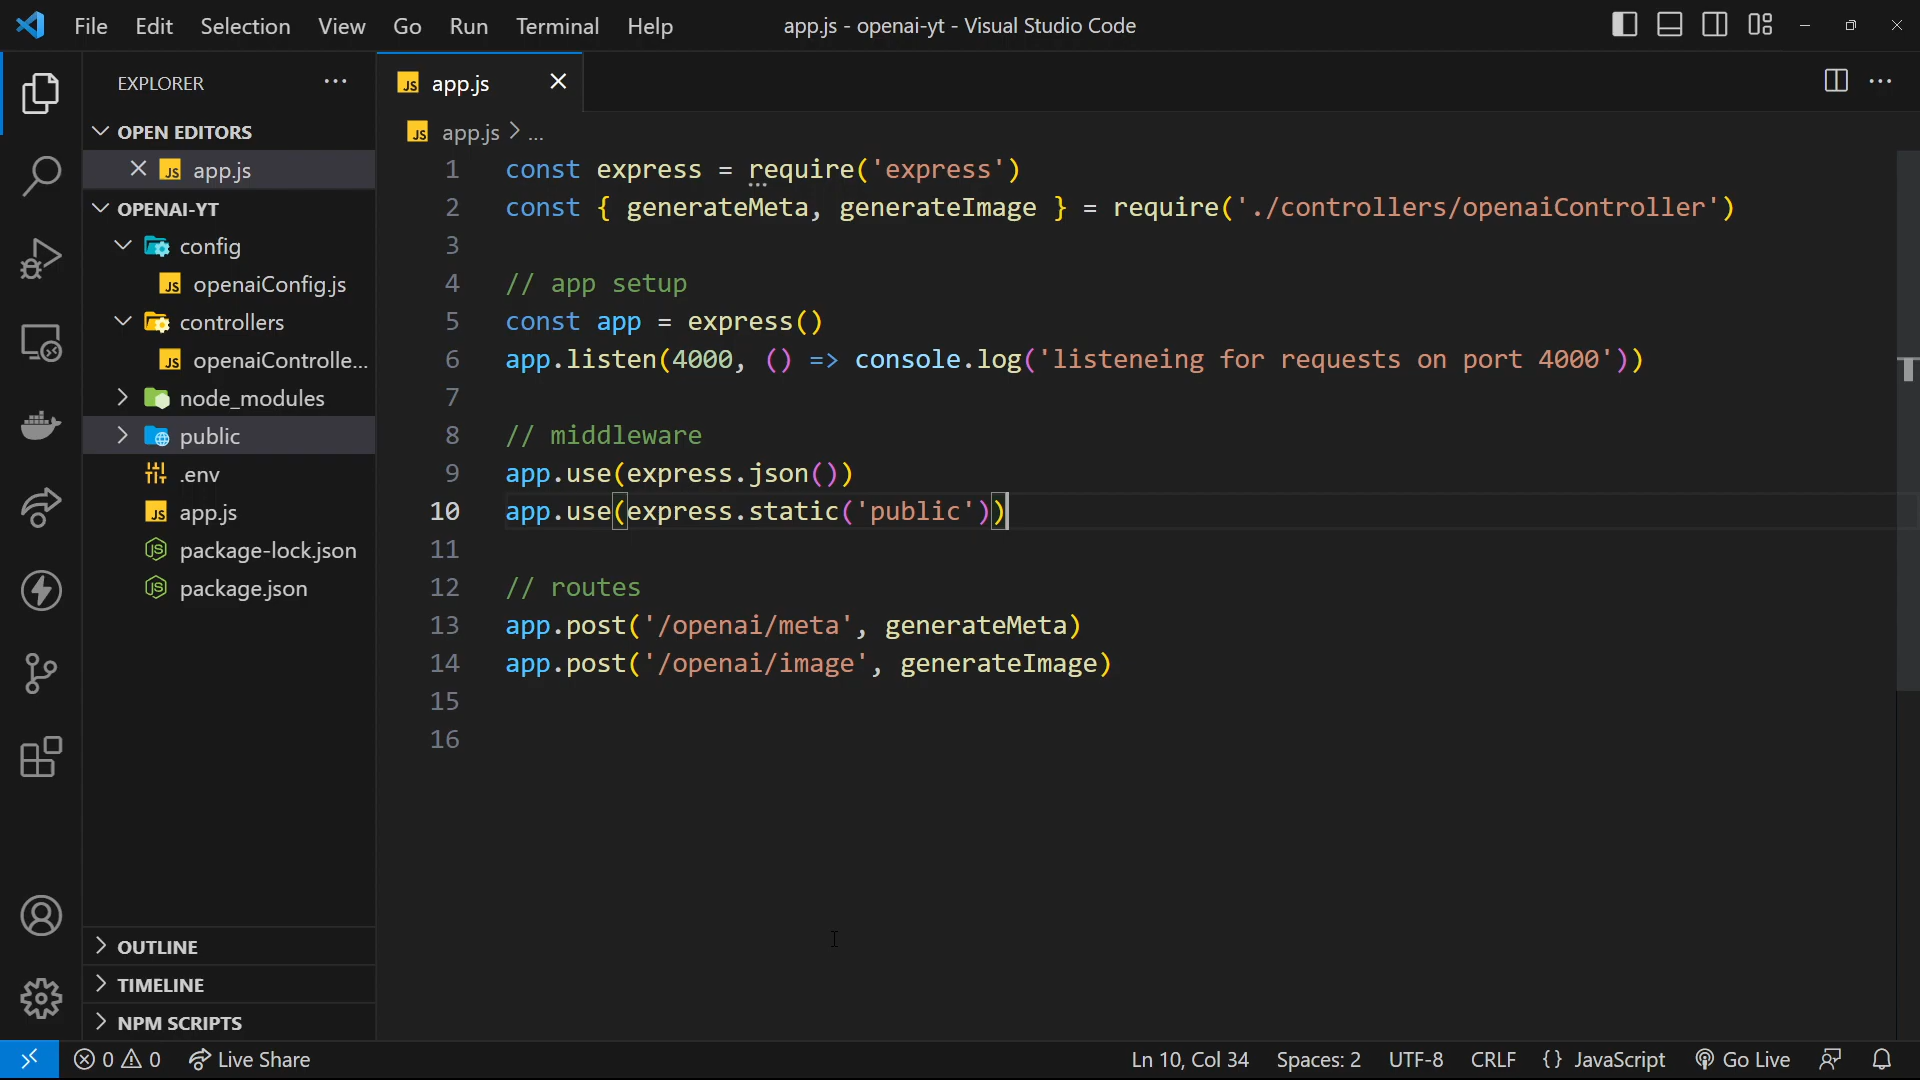 File Edit Selection View Go Run Terminal Help app.js - openai-yt - Visual Studio Code
EXPLORER ...
OPEN EDITORS
JS app.js
OPENAI-YT
config
JS openaiConfig.js
controllers
JS openaiControlle...
node_modules
public
.env
JS app.js
package-lock.json
package.json
OUTLINE
TIMELINE
NPM SCRIPTS
JS app.js
JS app.js > ...
1 const express = require('express')
2 const { generateMeta, generateImage } = require('./controllers/openaiController')
3
4 // app setup
5 const app = express()
6 app.listen(4000, () => console.log('listeneing for requests on port 4000'))
7
8 // middleware
9 app.use(express.json())
10 app.use(express.static('public'))
11
12 // routes
13 app.post('/openai/meta', generateMeta)
14 app.post('/openai/image', generateImage)
15
16
0 0 Live Share Ln 10, Col 34 Spaces: 2 UTF-8 CRLF {} JavaScript Go Live